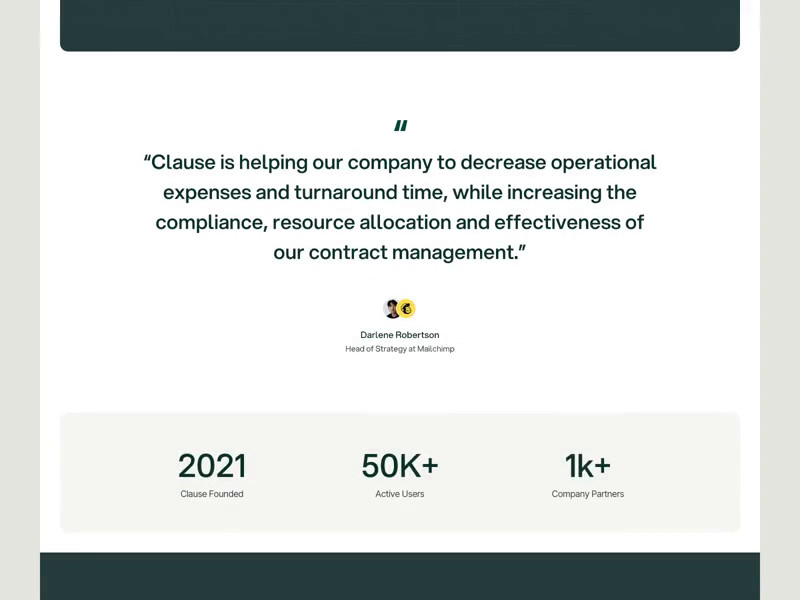 “
“Clause is helping our company to decrease operational
expenses and turnaround time, while increasing the
compliance, resource allocation and effectiveness of
our contract management.”
Darlene Robertson
Head of Strategy at Mailchimp
2021 50K+ 1k+
Clause Founded Active Users Company Partners